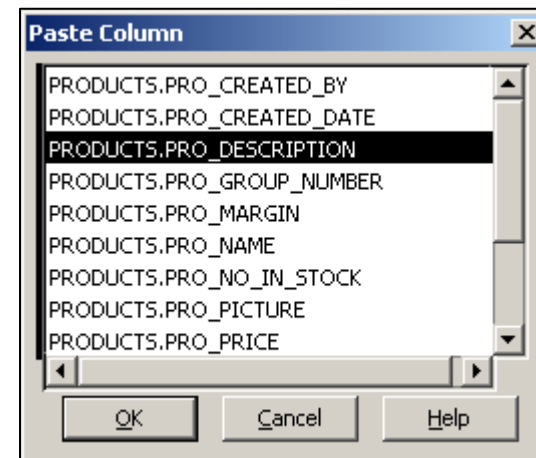 Paste Column
PRODUCTS.PRO_CREATED_BY
PRODUCTS.PRO_CREATED_DATE
PRODUCTS.PRO_DESCRIPTION
PRODUCTS.PRO_GROUP_NUMBER
PRODUCTS.PRO_MARGIN
PRODUCTS.PRO_NAME
PRODUCTS.PRO_NO_IN_STOCK
PRODUCTS.PRO_PICTURE
PRODUCTS.PRO_PRICE
OK Cancel Help